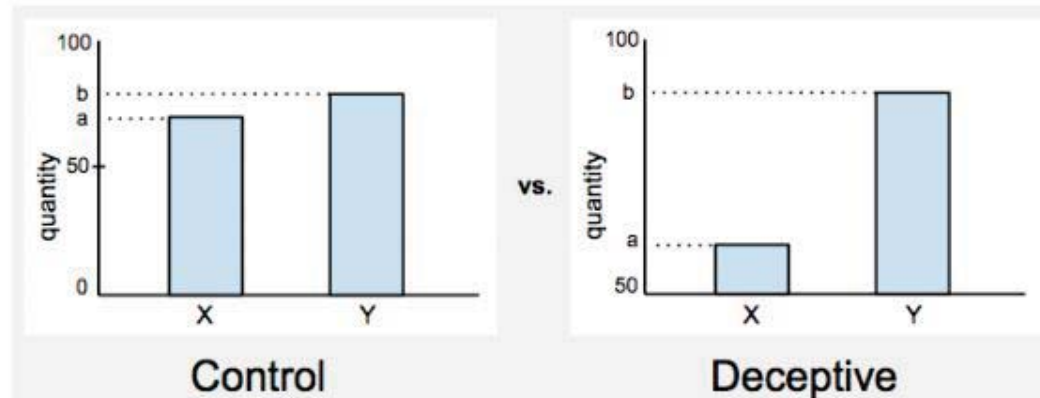 100
b
a
50
0
quantity
X Y
Control
vs.
100
b
a
50
quantity
X Y
Deceptive